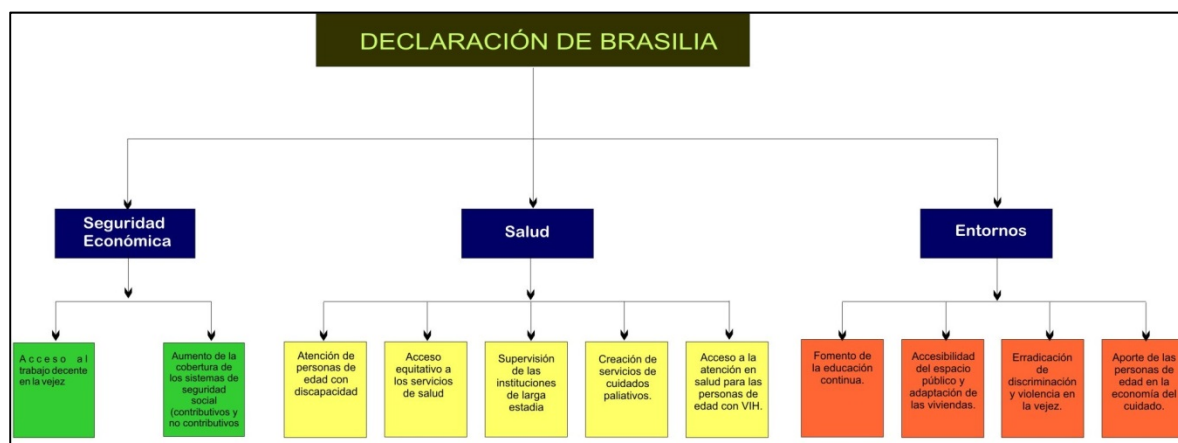 DECLARACIÓN DE BRASILIA
Seguridad
Económica
Salud
Entornos
Acceso al
trabajo decente
en la vejez
Aumento de la
cobertura de
los sistemas de
seguridad
social
(contributivos y
no contributivos
Atención de
personas de
edad con
discapacidad
Acceso
equitativo a
los servicios
de salud
Supervisión
de las
instituciones
de larga
estadia
Creación de
servicios de
cuidados
paliativos.
Acceso a la
atención en
salud para las
personas de
edad con VIH.
Fomento de
la educación
continua.
Accesibilidad
del espacio
público y
adaptación de
las viviendas.
Erradicación
de
discriminación
y violencia en
la vejez.
Aporte de las
personas de
edad en la
economía del
cuidado.